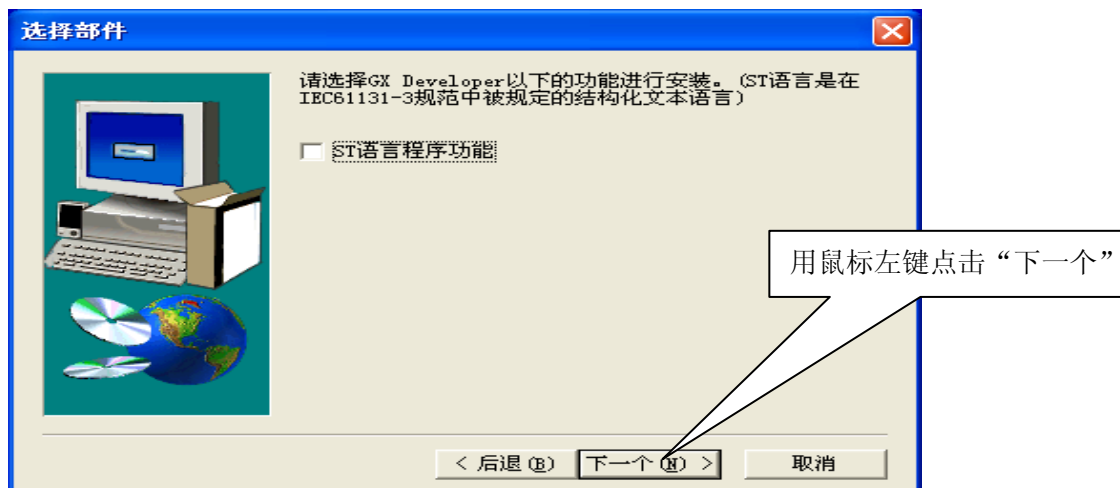 选择部件
请选择GX Developer以下的功能进行安装。(ST语言是在
IEC61131-3规范中被规定的结构化文本语言)
ST语言程序功能
用鼠标左键点击“下一个”
< 后退(B)
下一个(N) >
取消